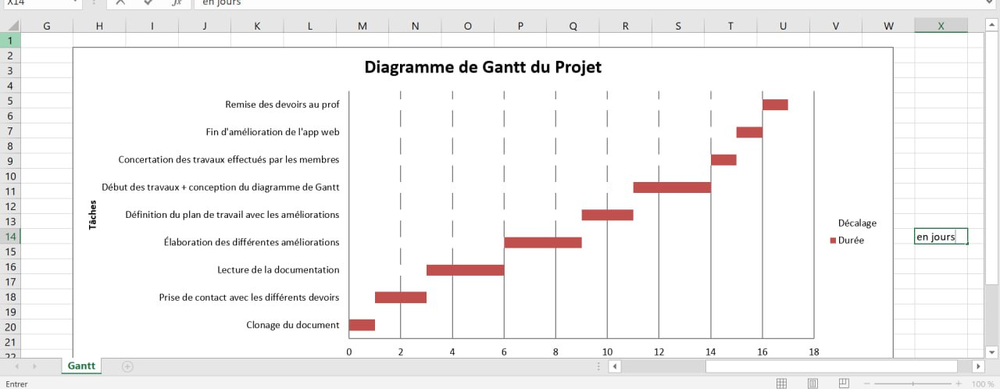 X14 fx en jours
G H I J K L M N O P Q R S T U V W X
1
2
Diagramme de Gantt du Projet
3
4
5 Remise des devoirs au prof
6
7 Fin d'amélioration de l'app web
8
9 Concertation des travaux effectués par les membres
10
11 Début des travaux + conception du diagramme de Gantt
12
Tâches
13 Définition du plan de travail avec les améliorations
Décalage
14 en jours
Durée
15 Élaboration des différentes améliorations
16 Lecture de la documentation
17
18 Prise de contact avec les différents devoirs
19
20 Clonage du document
21
22
0 2 4 6 8 10 12 14 16 18
Gantt
Entrer 100 %